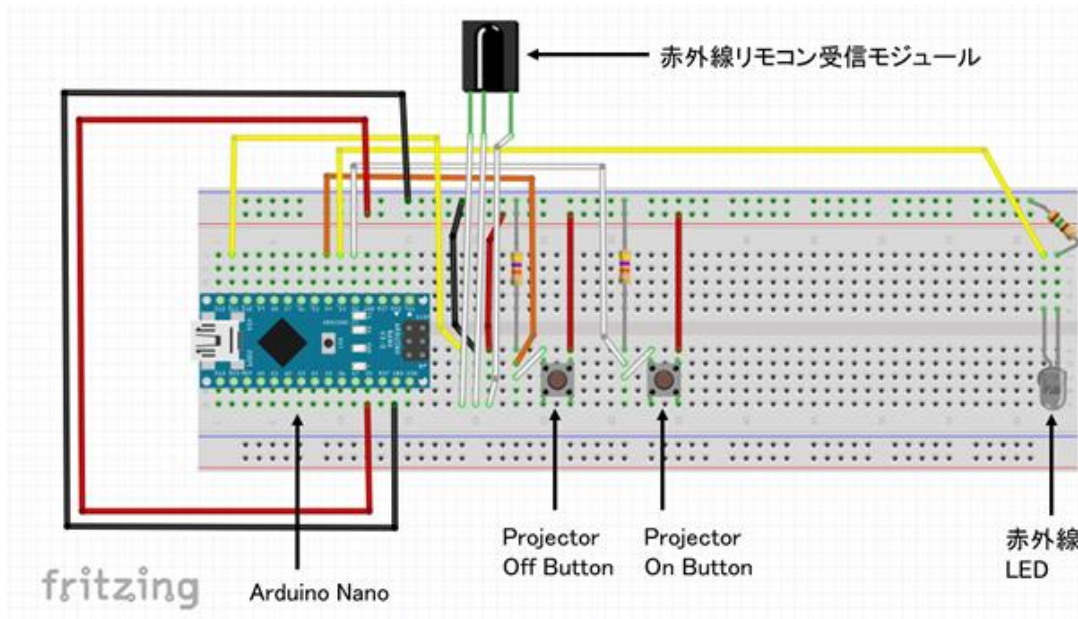 赤外線リモコン受信モジュール
Projector
Off Button
Projector
On Button
赤外線
LED
Arduino Nano
fritzing